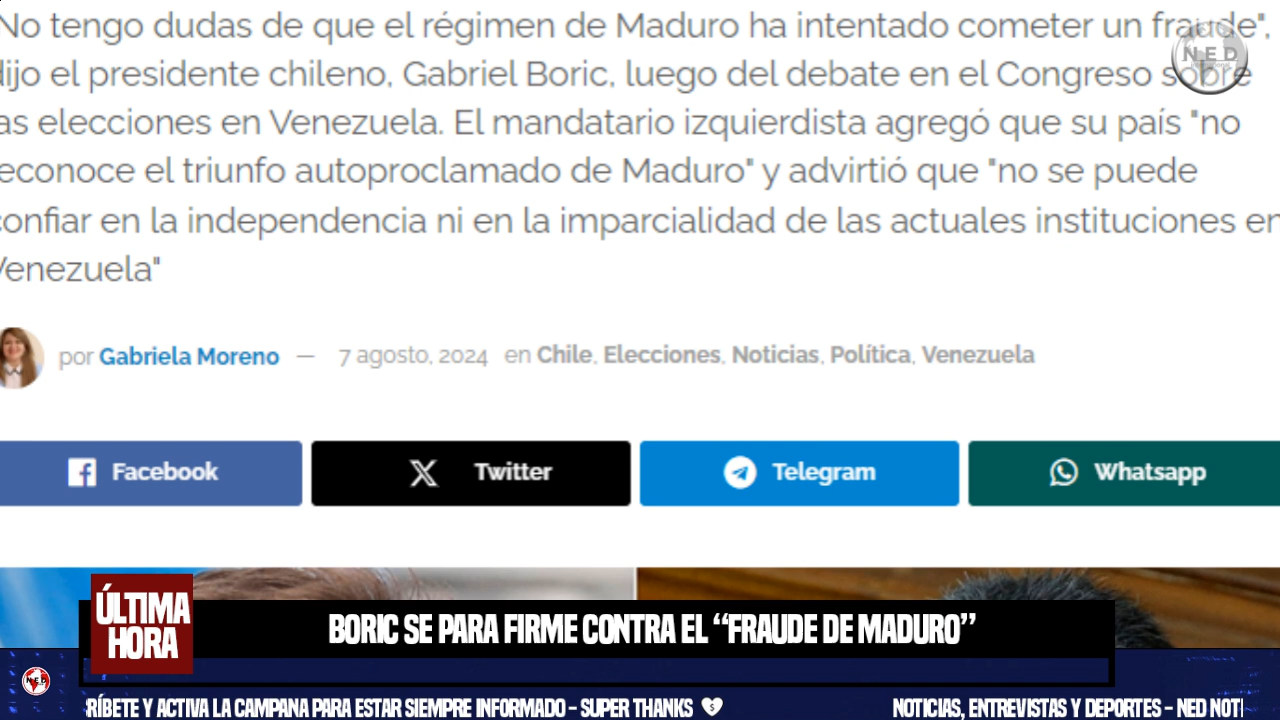 No tengo dudas de que el régimen de Maduro ha intentado cometer un fraude",
dijo el presidente chileno, Gabriel Boric, luego del debate en el Congreso sobre
as elecciones en Venezuela. El mandatario izquierdista agregó que su país "no
econoce el triunfo autoproclamado de Maduro" y advirtió que "no se puede
confiar en la independencia ni en la imparcialidad de las actuales instituciones en
Venezuela"
por Gabriela Moreno — 7 agosto, 2024 en Chile, Elecciones, Noticias, Política, Venezuela
Facebook Twitter Telegram Whatsapp
ÚLTIMA
HORA
BORIC SE PARA FIRME CONTRA EL “FRAUDE DE MADURO”
RÍBETE Y ACTIVA LA CAMPANA PARA ESTAR SIEMPRE INFORMADO - SUPER THANKS NOTICIAS, ENTREVISTAS Y DEPORTES - NED NOTI
NED
NED